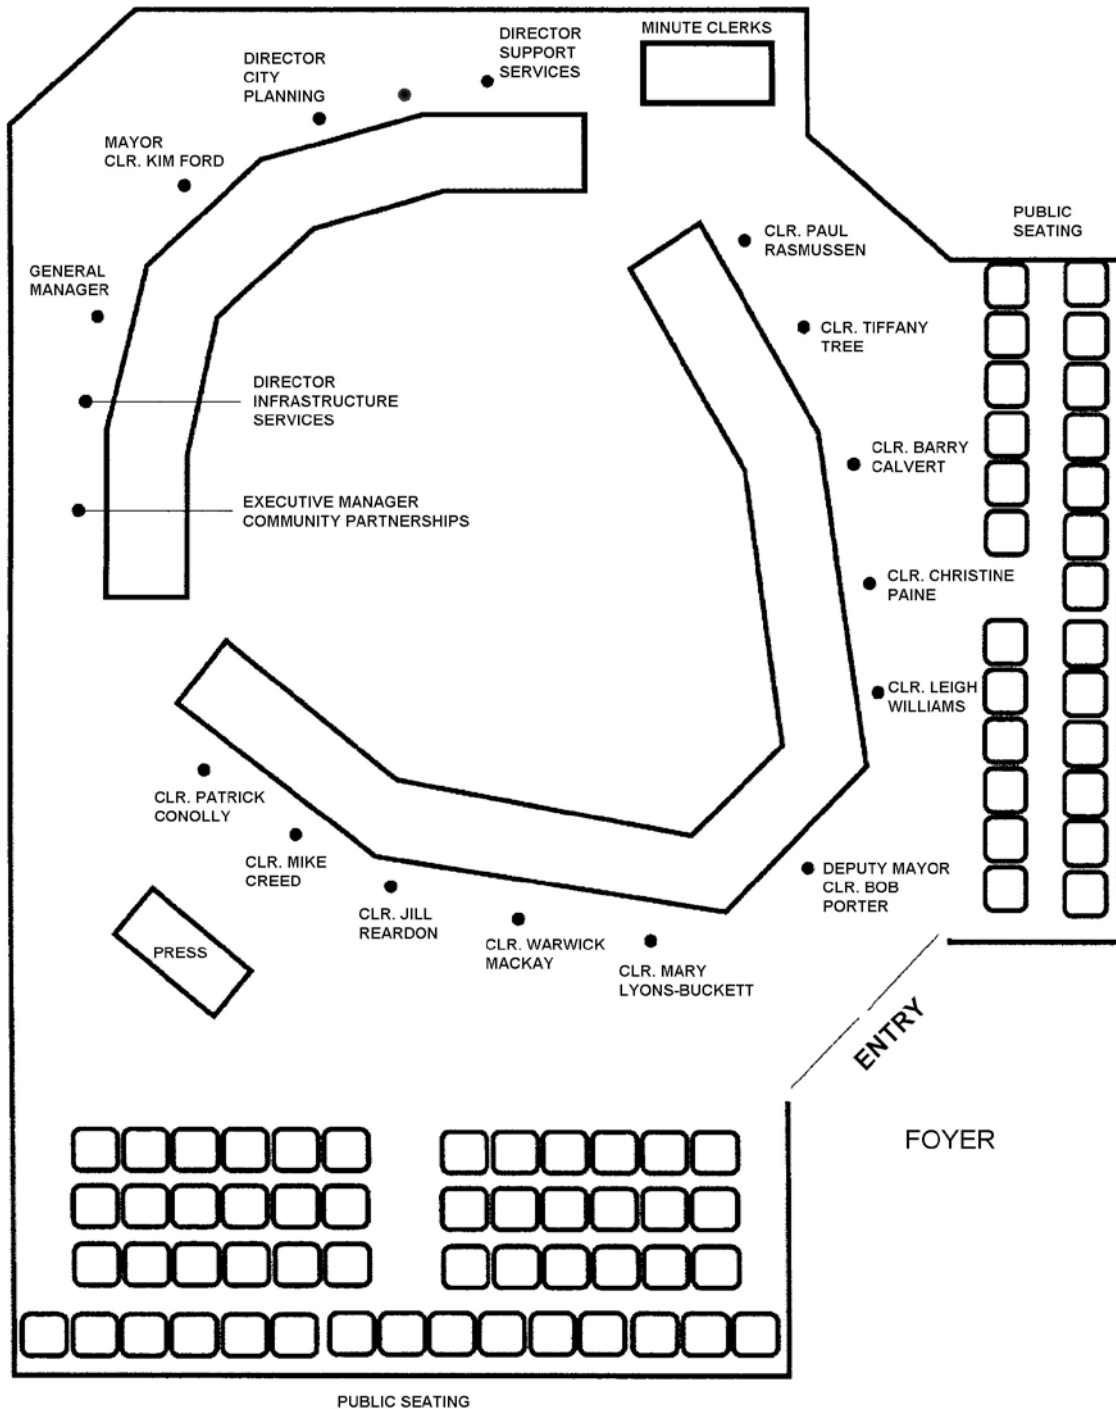 MINUTE CLERKS
DIRECTOR
SUPPORT
SERVICES
DIRECTOR
CITY
PLANNING
MAYOR
CLR. KIM FORD
GENERAL
MANAGER
DIRECTOR
INFRASTRUCTURE
SERVICES
EXECUTIVE MANAGER
COMMUNITY PARTNERSHIPS
CLR. PAUL
RASMUSSEN
PUBLIC
SEATING
CLR. TIFFANY
TREE
CLR. BARRY
CALVERT
CLR. CHRISTINE
PAINE
CLR. LEIGH
WILLIAMS
DEPUTY MAYOR
CLR. BOB
PORTER
CLR. PATRICK
CONOLLY
CLR. MIKE
CREED
CLR. JILL
REARDON
CLR. WARWICK
MACKAY
CLR. MARY
LYONS-BUCKETT
PRESS
ENTRY
FOYER
PUBLIC SEATING